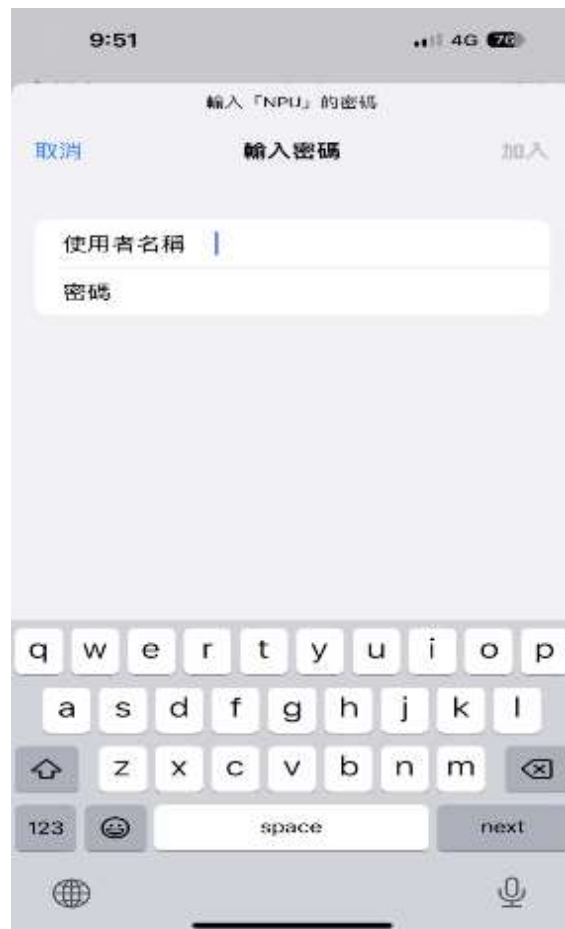 9:51 4G 76
輸入「NPU」的密碼
取消 輸入密碼 加入
使用者名稱
密碼
q w e r t y u i o p
a s d f g h j k l
z x c v b n m
123 space next